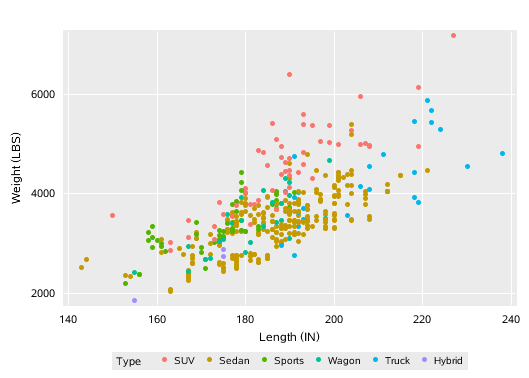 Weight (LBS)
6000
4000
2000
140 160 180 200 220 240
Length (IN)
Type SUV Sedan Sports Wagon Truck Hybrid